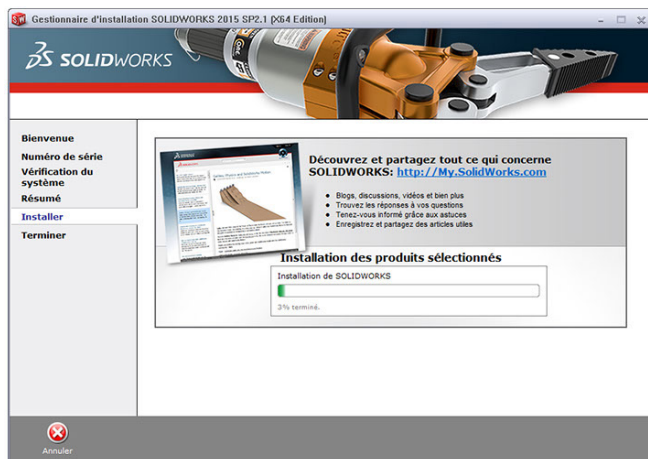 Gestionnaire d'installation SOLIDWORKS 2015 SP2.1 (X64 Edition)
SOLIDWORKS
Bienvenue
Numéro de série
Vérification du
système
Résumé
Installer
Terminer
Découvrez et partagez tout ce qui concerne
SOLIDWORKS: http://My.SolidWorks.com
Blogs, discussions, vidéos et bien plus
Trouvez les réponses à vos questions
Tenez-vous informé grâce aux astuces
Enregistrez et partagez des articles utiles
Installation des produits sélectionnés
Installation de SOLIDWORKS
3% terminé.
Annuler